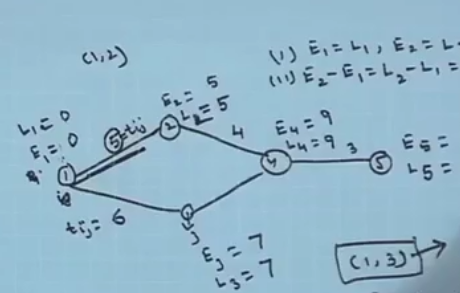 (1,2)
(i) E₁ = L₁ , E₂ = L
(ii) E₂ - E₁ = L₂ - L₁ =
L₁ = 0
E₁ = 0
5 = tij
E₂ = 5
L₂ = 5
4
E₄ = 9
L₄ = 9
3
E₅ =
L₅ =
1
2
4
5
tij = 6
j
E₃ = 7
L₃ = 7
(1,3) →